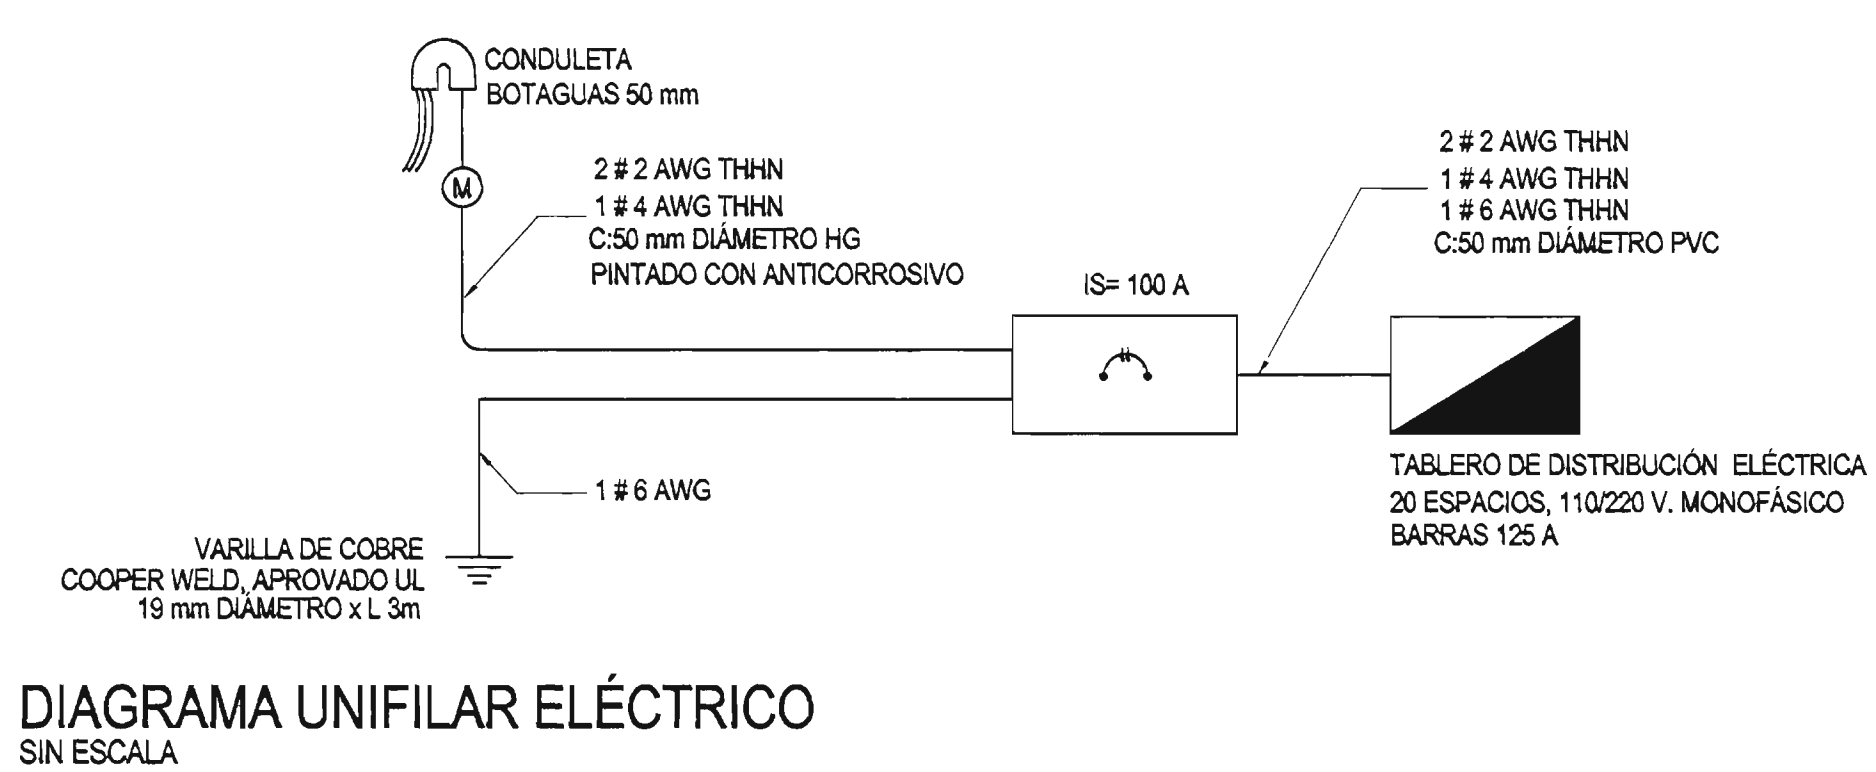 CONDULETA
BOTAGUAS 50 mm
M
2 # 2 AWG THHN
1 # 4 AWG THHN
C:50 mm DIÁMETRO HG
PINTADO CON ANTICORROSIVO
2 # 2 AWG THHN
1 # 4 AWG THHN
1 # 6 AWG THHN
C:50 mm DIÁMETRO PVC
IS= 100 A
TABLERO DE DISTRIBUCIÓN ELÉCTRICA
20 ESPACIOS, 110/220 V. MONOFÁSICO
BARRAS 125 A
1 # 6 AWG
VARILLA DE COBRE
COOPER WELD, APROVADO UL
19 mm DIÁMETRO x L 3m
DIAGRAMA UNIFILAR ELÉCTRICO
SIN ESCALA